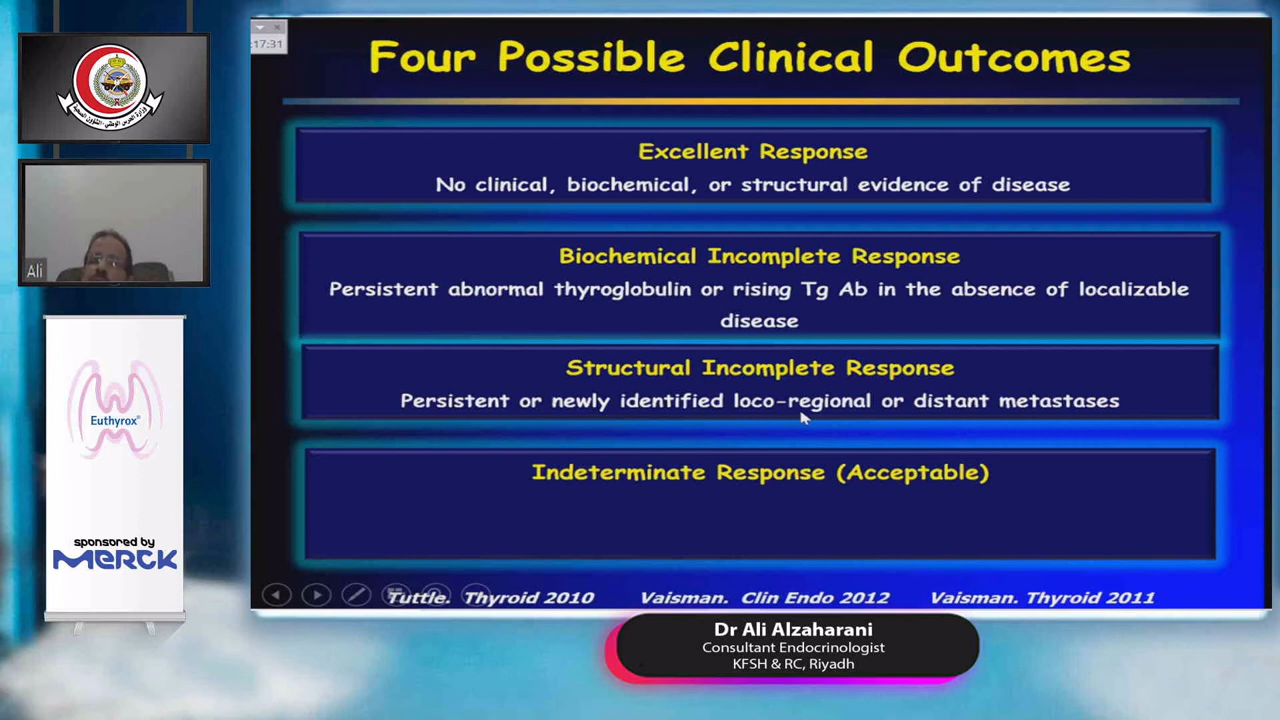 :17:31
Four Possible Clinical Outcomes
Excellent Response
No clinical, biochemical, or structural evidence of disease
Biochemical Incomplete Response
Persistent abnormal thyroglobulin or rising Tg Ab in the absence of localizable
disease
Structural Incomplete Response
Persistent or newly identified loco-regional or distant metastases
Indeterminate Response (Acceptable)
Tuttle. Thyroid 2010 Vaisman. Clin Endo 2012 Vaisman. Thyroid 2011
Ali
Euthyrox®
sponsored by
MERCK
Dr Ali Alzaharani
Consultant Endocrinologist
KFSH & RC, Riyadh